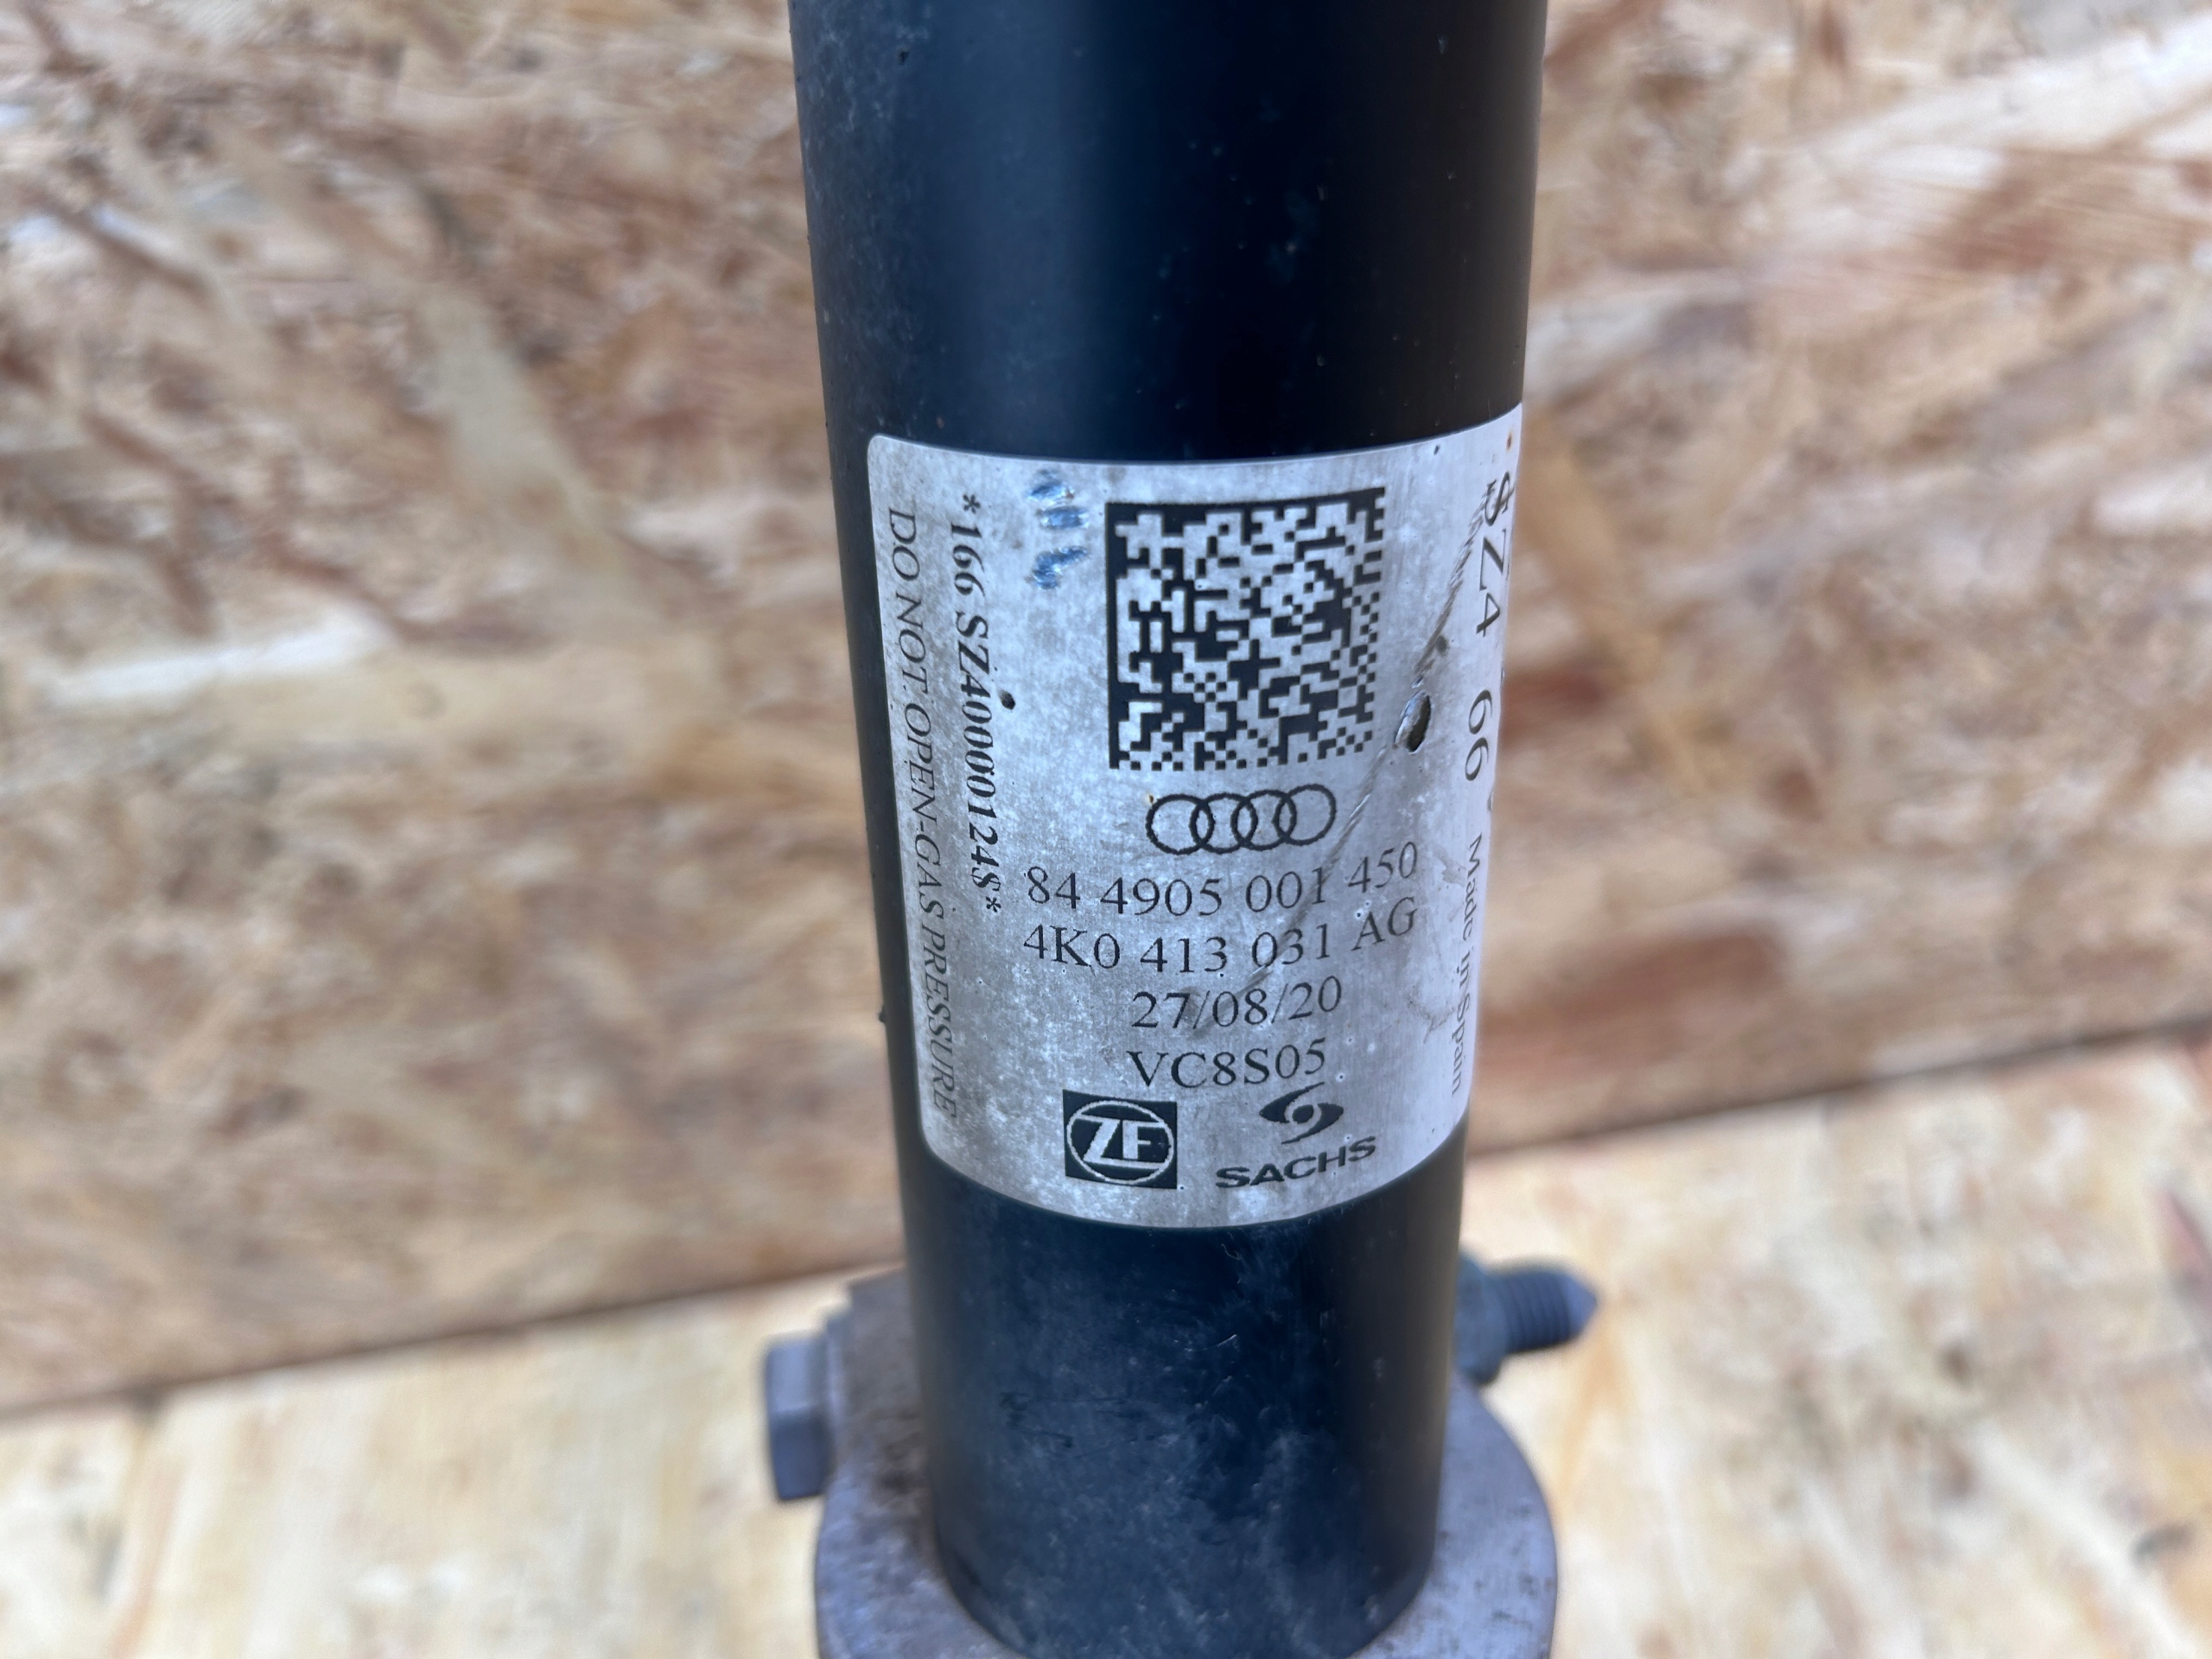 *166 SZ400001248*
DO NOT OPEN-GAS PRESSURE
84 4905 001 450
4K0 413 031 AG
27/08/20
VC8S05
ZF
SACHS
SZ4
66
Made in Spain